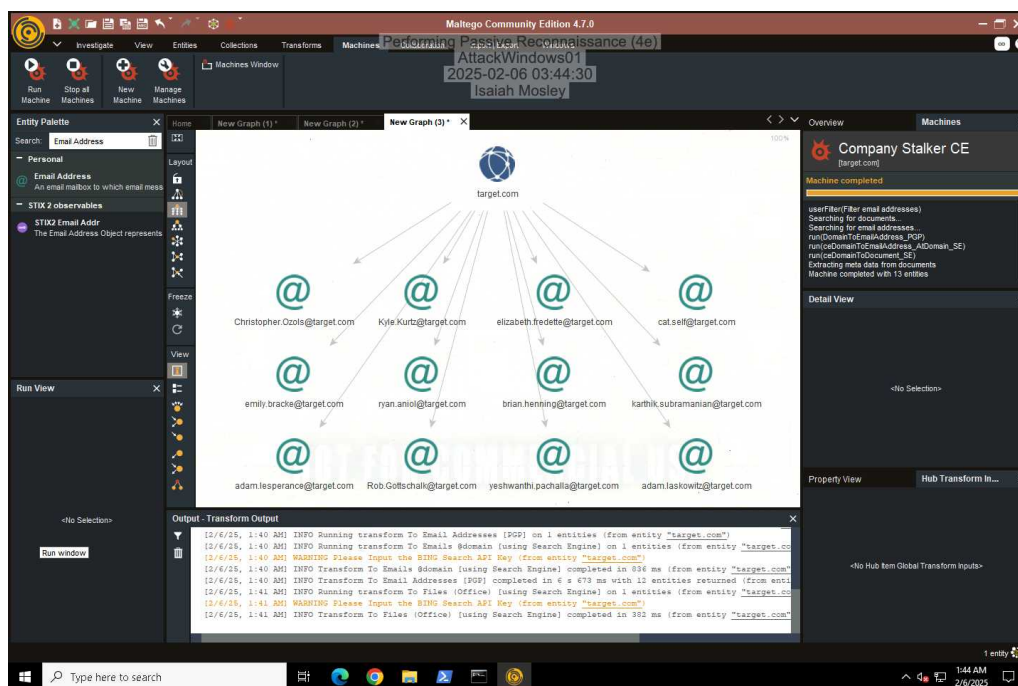 Maltego Community Edition 4.7.0
Investigate View Entities Collections Transforms Machines
Performing Passive Reconnaissance (4e)
AttackWindows01
2025-02-06 03:44:30
Isaiah Mosley
Run Machine
Stop all Machines
New Machine
Manage Machines
Machines Window
Entity Palette
Search: Email Address
Personal
Email Address
An email mailbox to which email mess
STIX 2 observables
STIX2 Email Addr
The Email Address Object represents
Run View
<No Selection>
Run window
Home New Graph (1) * New Graph (2) * New Graph (3) *
Layout
Freeze
View
100%
target.com
Christopher.Ozols@target.com
Kyle.Kurtz@target.com
elizabeth.fredette@target.com
cat.self@target.com
emily.bracke@target.com
ryan.aniol@target.com
brian.henning@target.com
karthik.subramanian@target.com
adam.lesperance@target.com
Rob.Gottschalk@target.com
yeshwanthi.pachalla@target.com
adam.laskowitz@target.com
Output - Transform Output
[2/6/25, 1:40 AM] INFO Running transform To Email Addresses [PGP] on 1 entities (from entity "target.com")
[2/6/25, 1:40 AM] INFO Running transform To Emails @domain [using Search Engine] on 1 entities (from entity "target.co
[2/6/25, 1:40 AM] WARNING Please Input the BING Search API Key (from entity "target.com")
[2/6/25, 1:40 AM] INFO Transform To Emails @domain [using Search Engine] completed in 836 ms (from entity "target.com"
[2/6/25, 1:40 AM] INFO Transform To Email Addresses [PGP] completed in 6 s 673 ms with 12 entities returned (from enti
[2/6/25, 1:41 AM] INFO Running transform To Files (Office) [using Search Engine] on 1 entities (from entity "target.co
[2/6/25, 1:41 AM] WARNING Please Input the BING Search API Key (from entity "target.com")
[2/6/25, 1:41 AM] INFO Transform To Files (Office) [using Search Engine] completed in 382 ms (from entity "target.com"
Overview Machines
Company Stalker CE
[target.com]
Machine completed
userFilter(Filter email addresses)
Searching for documents...
Searching for email addresses...
run(DomainToEmailAddress_PGP)
run(ceDomainToEmailAddress_AtDomain_SE)
run(ceDomainToDocument_SE)
Extracting meta data from documents
Machine completed with 13 entities
Detail View
<No Selection>
Property View Hub Transform In...
<No Hub Item Global Transform Inputs>
1 entity
Type here to search
1:44 AM
2/6/2025